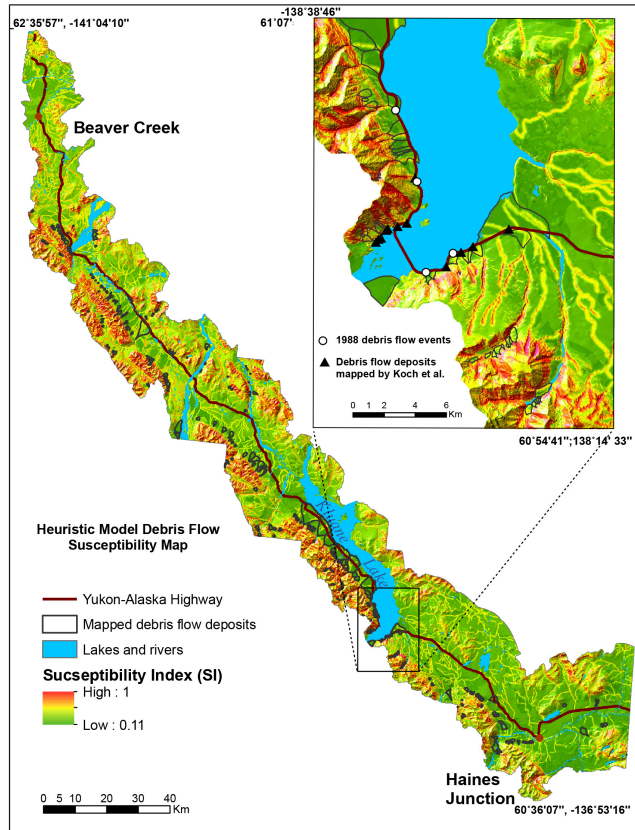 62°35'57", -141°04'10"
-138°38'46"
61°07'
Beaver Creek
1988 debris flow events
Debris flow deposits
mapped by Koch et al.
0 1 2 4 6
Km
60°54'41";138°14' 33"
Kluane
Lake
Heuristic Model Debris Flow
Susceptibility Map
Yukon-Alaska Highway
Mapped debris flow deposits
Lakes and rivers
Sucseptibility Index (SI)
High : 1
Low : 0.11
0 5 10 20 30 40
Km
Haines
Junction
60°36'07", -136°53'16"